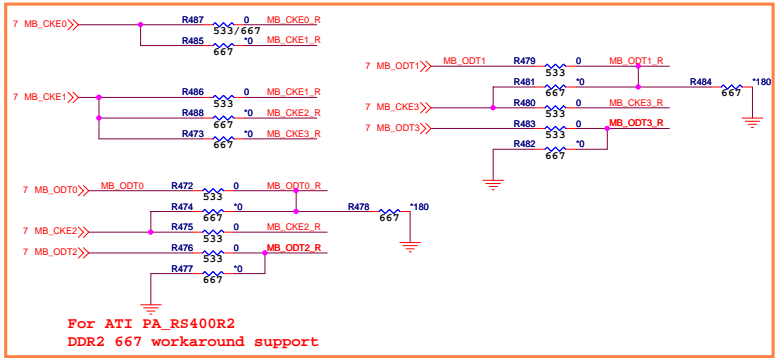 7 MB_CKE0 R487 0 MB_CKE0_R
533/667
R485 *0 MB_CKE1_R
667
7 MB_CKE1 R486 0 MB_CKE1_R
533
R488 *0 MB_CKE2_R
667
R473 *0 MB_CKE3_R
667
7 MB_ODT1 MB_ODT1 R479 0 MB_ODT1_R
533
R481 *0 R484 *180
667 667
7 MB_CKE3 R480 0 MB_CKE3_R
533
7 MB_ODT3 R483 0 MB_ODT3_R
533
R482 *0
667
7 MB_ODT0 MB_ODT0 R472 0 MB_ODT0_R
533
R474 *0 R478 *180
667 667
7 MB_CKE2 R475 0 MB_CKE2_R
533
7 MB_ODT2 R476 0 MB_ODT2_R
533
R477 *0
667
For ATI PA_RS400R2
DDR2 667 workaround support